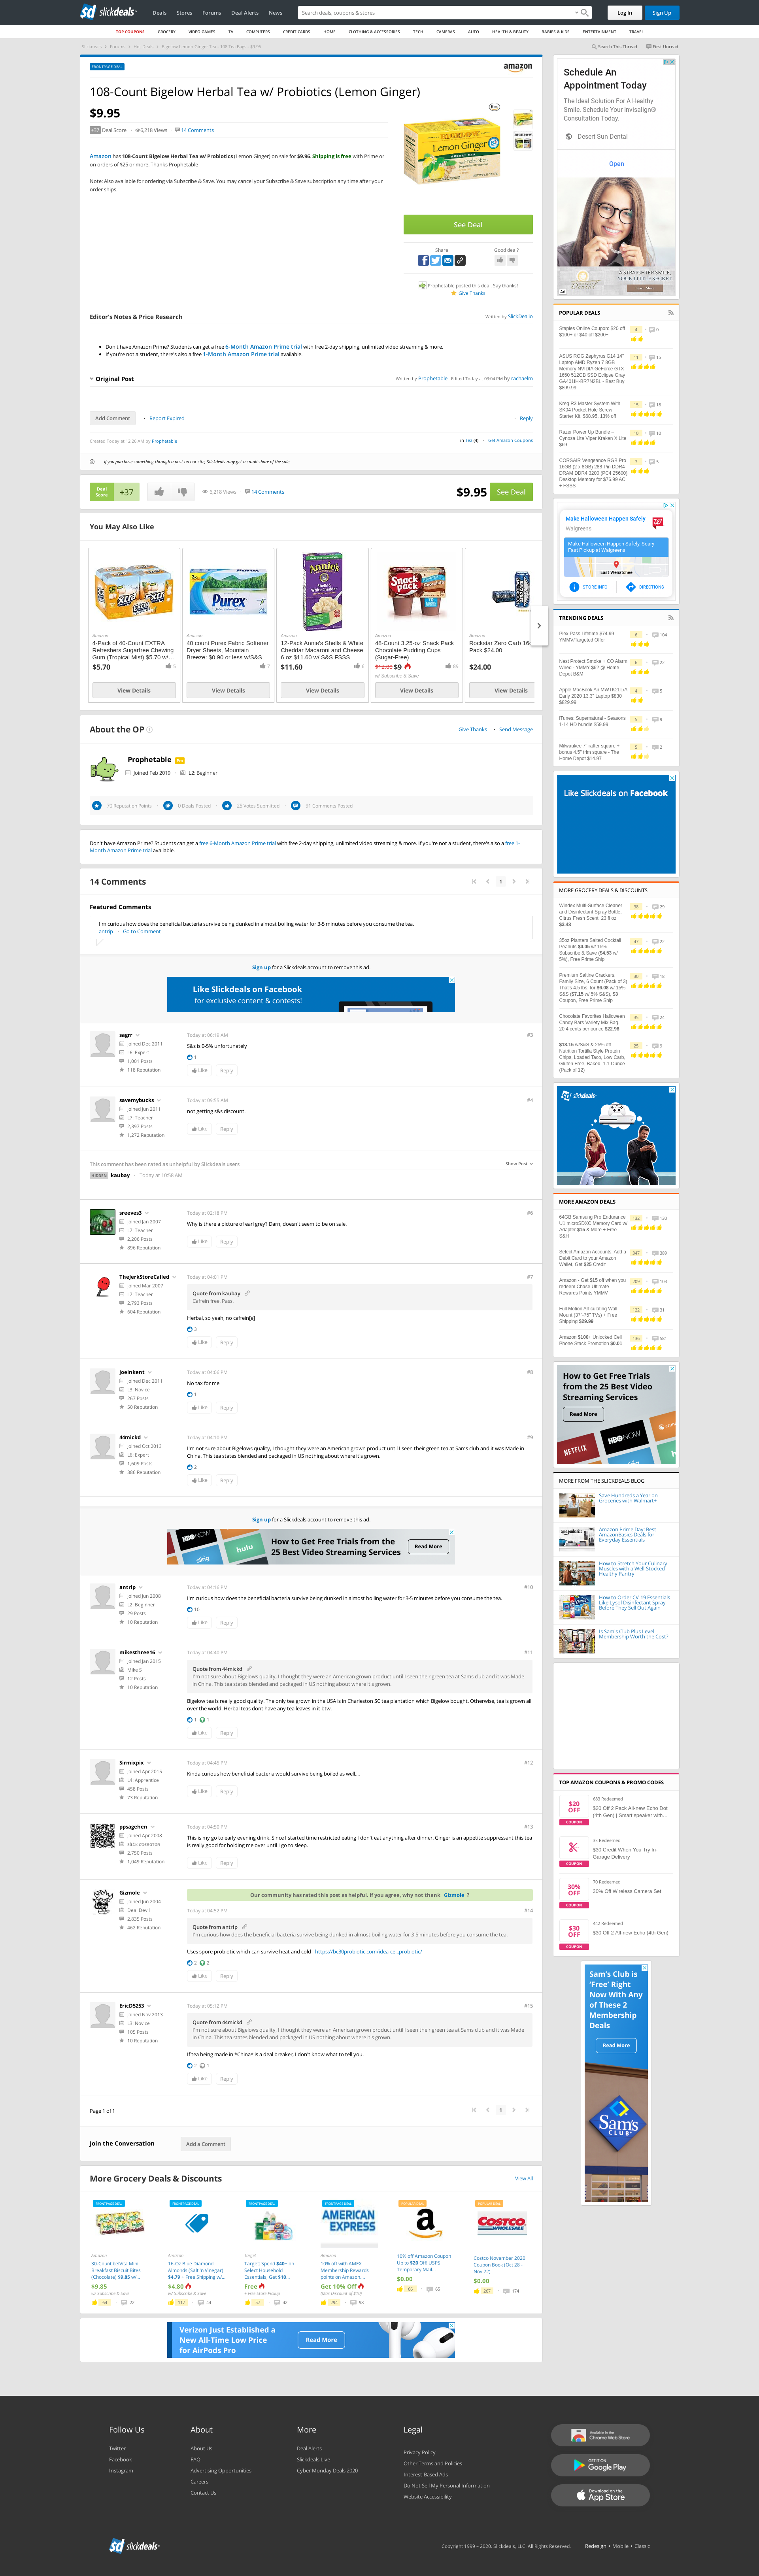 slickdeals
Deals Stores Forums Deal Alerts News
Search deals, coupons & stores
Log In Sign Up
TOP COUPONS GROCERY VIDEO GAMES TV COMPUTERS CREDIT CARDS HOME CLOTHING & ACCESSORIES TECH CAMERAS AUTO HEALTH & BEAUTY BABIES & KIDS ENTERTAINMENT TRAVEL
Slickdeals Forums Hot Deals Bigelow Lemon Ginger Tea - 108 Tea Bags - $9.96
Search This Thread First Unread
FRONTPAGE DEAL
amazon
108-Count Bigelow Herbal Tea w/ Probiotics (Lemon Ginger)
$9.95
+37 Deal Score 6,218 Views 14 Comments
Amazon has 108-Count Bigelow Herbal Tea w/ Probiotics (Lemon Ginger) on sale for $9.96. Shipping is free with Prime or
on orders of $25 or more. Thanks Prophetable
Note: Also available for ordering via Subscribe & Save. You may cancel your Subscribe & Save subscription any time after your
order ships.
BIGELOW
Lemon Ginger
See Deal
Share Good deal?
Prophetable posted this deal. Say thanks!
Give Thanks
Editor's Notes & Price Research
Written by SlickDealio
Don't have Amazon Prime? Students can get a free 6-Month Amazon Prime trial with free 2-day shipping, unlimited video streaming & more.
If you're not a student, there's also a free 1-Month Amazon Prime trial available.
Original Post
Written by Prophetable Edited Today at 03:04 PM by rachaelm
Add Comment Report Expired Reply
Created Today at 12:26 AM by Prophetable
in Tea (4) Get Amazon Coupons
If you purchase something through a post on our site, Slickdeals may get a small share of the sale.
Deal Score +37 6,218 Views 14 Comments $9.95 See Deal
You May Also Like
Amazon
4-Pack of 40-Count EXTRA
Refreshers Sugarfree Chewing
Gum (Tropical Mist) $5.70 w/...
$5.70 5
View Details
Amazon
40 count Purex Fabric Softener
Dryer Sheets, Mountain
Breeze: $0.90 or less w/S&S
7
View Details
Amazon
12-Pack Annie's Shells & White
Cheddar Macaroni and Cheese
6 oz $11.60 w/ S&S FSSS
$11.60
View Details
Amazon
48-Count 3.25-oz Snack Pack
Chocolate Pudding Cups
(Sugar-Free)
$12.00 $9
w/ Subscribe & Save
View Details
Amazon
Rockstar Zero Carb 16
Pack $24.00
$24.00
View Details
About the OP
Give Thanks Send Message
Prophetable
Joined Feb 2019 L2: Beginner
70 Reputation Points 0 Deals Posted 25 Votes Submitted 91 Comments Posted
Don't have Amazon Prime? Students can get a free 6-Month Amazon Prime trial with free 2-day shipping, unlimited video streaming & more. If you're not a student, there's also a free 1-
Month Amazon Prime trial available.
14 Comments
1
Featured Comments
I'm curious how does the beneficial bacteria survive being dunked in almost boiling water for 3-5 minutes before you consume the tea.
antrip Go to Comment
Sign up for a Slickdeals account to remove this ad.
Like Slickdeals on Facebook
for exclusive content & contests!
sagrr
Joined Dec 2011
L6: Expert
1,001 Posts
118 Reputation
Today at 06:19 AM #3
S&s is 0-5% unfortunately
1
Like Reply
savemybucks
Joined Jun 2011
L7: Teacher
2,397 Posts
1,272 Reputation
Today at 09:55 AM #4
not getting s&s discount.
Like Reply
This comment has been rated as unhelpful by Slickdeals users
Show Post
HIDDEN kaubay Today at 10:58 AM
sreeves3
Joined Jan 2007
L7: Teacher
2,206 Posts
896 Reputation
Today at 02:18 PM #6
Why is there a picture of earl grey? Darn, doesn't seem to be on sale.
Like Reply
TheJerkStoreCalled
Joined Mar 2007
L7: Teacher
2,793 Posts
604 Reputation
Today at 04:01 PM #7
Quote from kaubay
Caffien free. Pass.
Herbal, so yeah, no caffein[e]
3
Like Reply
joeinkent
Joined Dec 2011
L3: Novice
267 Posts
50 Reputation
Today at 04:06 PM #8
No tax for me
1
Like Reply
44mickd
Joined Oct 2013
L6: Expert
1,609 Posts
386 Reputation
Today at 04:10 PM #9
I'm not sure about Bigelows quality, I thought they were an American grown product until I seen their green tea at Sams club and it was Made in
China. This tea states blended and packaged in US nothing about where it's grown.
2
Like Reply
Sign up for a Slickdeals account to remove this ad.
How to Get Free Trials from the
25 Best Video Streaming Services
Read More
antrip
Joined Jun 2008
L2: Beginner
29 Posts
10 Reputation
Today at 04:16 PM #10
I'm curious how does the beneficial bacteria survive being dunked in almost boiling water for 3-5 minutes before you consume the tea.
10
Like Reply
mikesthree16
Joined Jan 2015
Mike S
12 Posts
10 Reputation
Today at 04:40 PM #11
Quote from 44mickd
I'm not sure about Bigelows quality, I thought they were an American grown product until I seen their green tea at Sams club and it was Made
in China. This tea states blended and packaged in US nothing about where it's grown.
Bigelow tea is really good quality. The only tea grown in the USA is in Charleston SC tea plantation which Bigelow bought. Otherwise, tea is grown all
over the world. Herbal teas dont have any tea leaves in it btw.
1 1
Like Reply
Sirmixpix
Joined Apr 2015
L4: Apprentice
458 Posts
73 Reputation
Today at 04:45 PM #12
Kinda curious how beneficial bacteria would survive being boiled as well....
Like Reply
ppsagehen
Joined Apr 2008
skīə operətər
2,750 Posts
1,049 Reputation
Today at 04:50 PM #13
This is my go to early evening drink. Since I started time restricted eating I don't eat anything after dinner. Ginger is an appetite suppressant this tea
is really good for holding me over until I go to sleep.
Like Reply
Gizmole
Joined Jun 2004
Deal Devil
2,835 Posts
462 Reputation
Our community has rated this post as helpful. If you agree, why not thank Gizmole ?
Today at 04:52 PM #14
Quote from antrip
I'm curious how does the beneficial bacteria survive being dunked in almost boiling water for 3-5 minutes before you consume the tea.
Uses spore probiotic which can survive heat and cold - https://bc30probiotic.com/idea-ce...probiotic/
2 2
Like Reply
EricD5253
Joined Nov 2013
L3: Novice
105 Posts
10 Reputation
Today at 05:13 PM #15
Quote from 44mickd
I'm not sure about Bigelows quality, I thought they were an American grown product until I seen their green tea at Sams club and it was Made
in China. This tea states blended and packaged in US nothing about where it's grown.
If tea being made in *China* is a deal breaker, I don't know what to tell you.
3 1
Like Reply
Page 1 of 1
1
Join the Conversation
Add a Comment
More Grocery Deals & Discounts
View All
FRONTPAGE DEAL
Amazon
30-Count belVita Mini
Breakfast Biscuit Bites
(Chocolate) $9.85 w/...
$9.85
w/ Subscribe & Save
64 22
FRONTPAGE DEAL
Amazon
16-Oz Blue Diamond
Almonds (Salt 'n Vinegar)
$4.79 + Free Shipping w/...
$4.80
w/ Subscribe & Save
117 44
FRONTPAGE DEAL
Target
Target: Spend $40+ on
Select Household
Essentials, Get $10...
Free
+ Free Store Pickup
57 42
FRONTPAGE DEAL
AMERICAN EXPRESS
Amazon
10% off with AMEX
Membership Rewards
points on Amazon...
Get 10% Off
(Max Discount of $10)
294 98
POPULAR DEAL
10% off Amazon Coupon
Up to $20 Off! USPS
Temporary Mail...
$0.00
66 65
POPULAR DEAL
COSTCO WHOLESALE
Costco November 2020
Coupon Book (Oct 28 -
Nov 22)
$0.00
267 174
Verizon Just Established a
New All-Time Low Price
for AirPods Pro
Read More
Schedule An
Appointment Today
The Ideal Solution For A Healthy
Smile. Schedule Your Invisalign®
Consultation Today.
Desert Sun Dental
Open
A STRAIGHTER SMILE,
YOUR LITTLE SECRET
Learn More
Ad
POPULAR DEALS
Staples Online Coupon: $20 off
$100+ or $40 off $200+
4 9
ASUS ROG Zephyrus G14 14"
Laptop AMD Ryzen 7 8GB
Memory NVIDIA GeForce GTX
1650 512GB SSD Eclipse Gray
GA401IH-BR7N2BL - Best Buy
$899.99
11 15
Kreg R3 Master System With
SK04 Pocket Hole Screw
Starter Kit. $68.95, 13% off
15 18
Razer Power Up Bundle –
Cynosa Lite Viper Kraken X Lite
$69
10 10
CORSAIR Vengeance RGB Pro
16GB (2 x 8GB) 288-Pin DDR4
DRAM DDR4 3200 (PC4 25600)
Desktop Memory for $76.99 AC
+ FSSS
7 5
Make Halloween Happen Safely
Walgreens
Make Halloween Happen Safely Scary
Fast Pickup at Walgreens
East Wenatchee
STORE INFO DIRECTIONS
TRENDING DEALS
Plex Pass Lifetime $74.99
YMMV/Targeted Offer
6 104
Nest Protect Smoke + CO Alarm
Wired - YMMV $62 @ Home
Depot B&M
6 22
Apple MacBook Air MWTK2LL/A
Early 2020 13.3" Laptop $630
$829.99
4 5
iTunes: Supernatural - Seasons
1-14 HD bundle $59.99
5 9
Milwaukee 7" rafter square +
bonus 4.5" trim square - The
Home Depot $14.97
5 2
Like Slickdeals on Facebook
MORE GROCERY DEALS & DISCOUNTS
Windex Multi-Surface Cleaner
and Disinfectant Spray Bottle,
Citrus Fresh Scent, 23 fl oz
$3.48
38 29
35oz Planters Salted Cocktail
Peanuts $4.05 w/ 15%
Subscribe & Save ($4.53 w/
5%), Free Prime Ship
47 22
Premium Saltine Crackers,
Family Size, 6 Count (Pack of 3)
That's 4.5 lbs. for $6.08 w/ 15%
S&S ($7.15 w/ 5% S&S). $3
Coupon, Free Prime Ship
30 18
Chocolate Favorites Halloween
Candy Bars Variety Mix Bag,
20.4 cents per ounce $22.98
30 24
$16.15 w/S&S & 25% off
Nutrition Tortilla Style Protein
Chips, Loaded Taco, Low Carb,
Gluten Free, Baked, 1.1 Ounce
(Pack of 12)
25 9
slickdeals
MORE AMAZON DEALS
64GB Samsung Pro Endurance
U1 microSDXC Memory Card w/
Adapter $15 & More + Free
S&H
132 130
Select Amazon Accounts: Add a
Debit Card to your Amazon
Wallet, Get $25 Credit
347 389
Amazon - Get $15 off when you
redeem Chase Ultimate
Rewards Points YMMV
209 103
Full Motion Articulating Wall
Mount (37"-75" TVs) + Free
Shipping $29.99
122 31
Amazon $100+ Unlocked Cell
Phone Stack Promotion $0.01
136 581
How to Get Free Trials
from the 25 Best Video
Streaming Services
Read More
NETFLIX HBONOW sling
MORE FROM THE SLICKDEALS BLOG
Save Hundreds a Year on
Groceries with Walmart+
Amazon Prime Day: Best
AmazonBasics Deals for
Everyday Essentials
How to Stretch Your Culinary
Muscles with a Well-Stocked
Healthy Pantry
How to Order CV-19 Essentials
Like Lysol Disinfectant Spray
Before They Sell Out Again
Is Sam's Club Plus Level
Membership Worth the Cost?
TOP AMAZON COUPONS & PROMO CODES
$20 OFF COUPON
683 Redeemed
$20 Off 2 Pack All-new Echo Dot
(4th Gen) | Smart speaker with...
COUPON
3k Redeemed
$30 Credit When You Try In-
Garage Delivery
30% OFF COUPON
75 Redeemed
30% Off Wireless Camera Set
$30 OFF COUPON
442 Redeemed
$30 Off 2 All-new Echo (4th Gen)
Sam's Club is
'Free' Right
Now With Any
of These 2
Membership
Deals
Read More
Sam's CLUB
Follow Us
Twitter
Facebook
Instagram
About
About Us
FAQ
Advertising Opportunities
Careers
Contact Us
More
Deal Alerts
Slickdeals Live
Cyber Monday Deals 2020
Legal
Privacy Policy
Other Terms and Policies
Interest-Based Ads
Do Not Sell My Personal Information
Website Accessibility
Available in the
Chrome Web Store
GET IT ON
Google Play
Download on the
App Store
slickdeals
Copyright 1999 - 2020. Slickdeals, LLC. All Rights Reserved. Redesign • Mobile • Classic